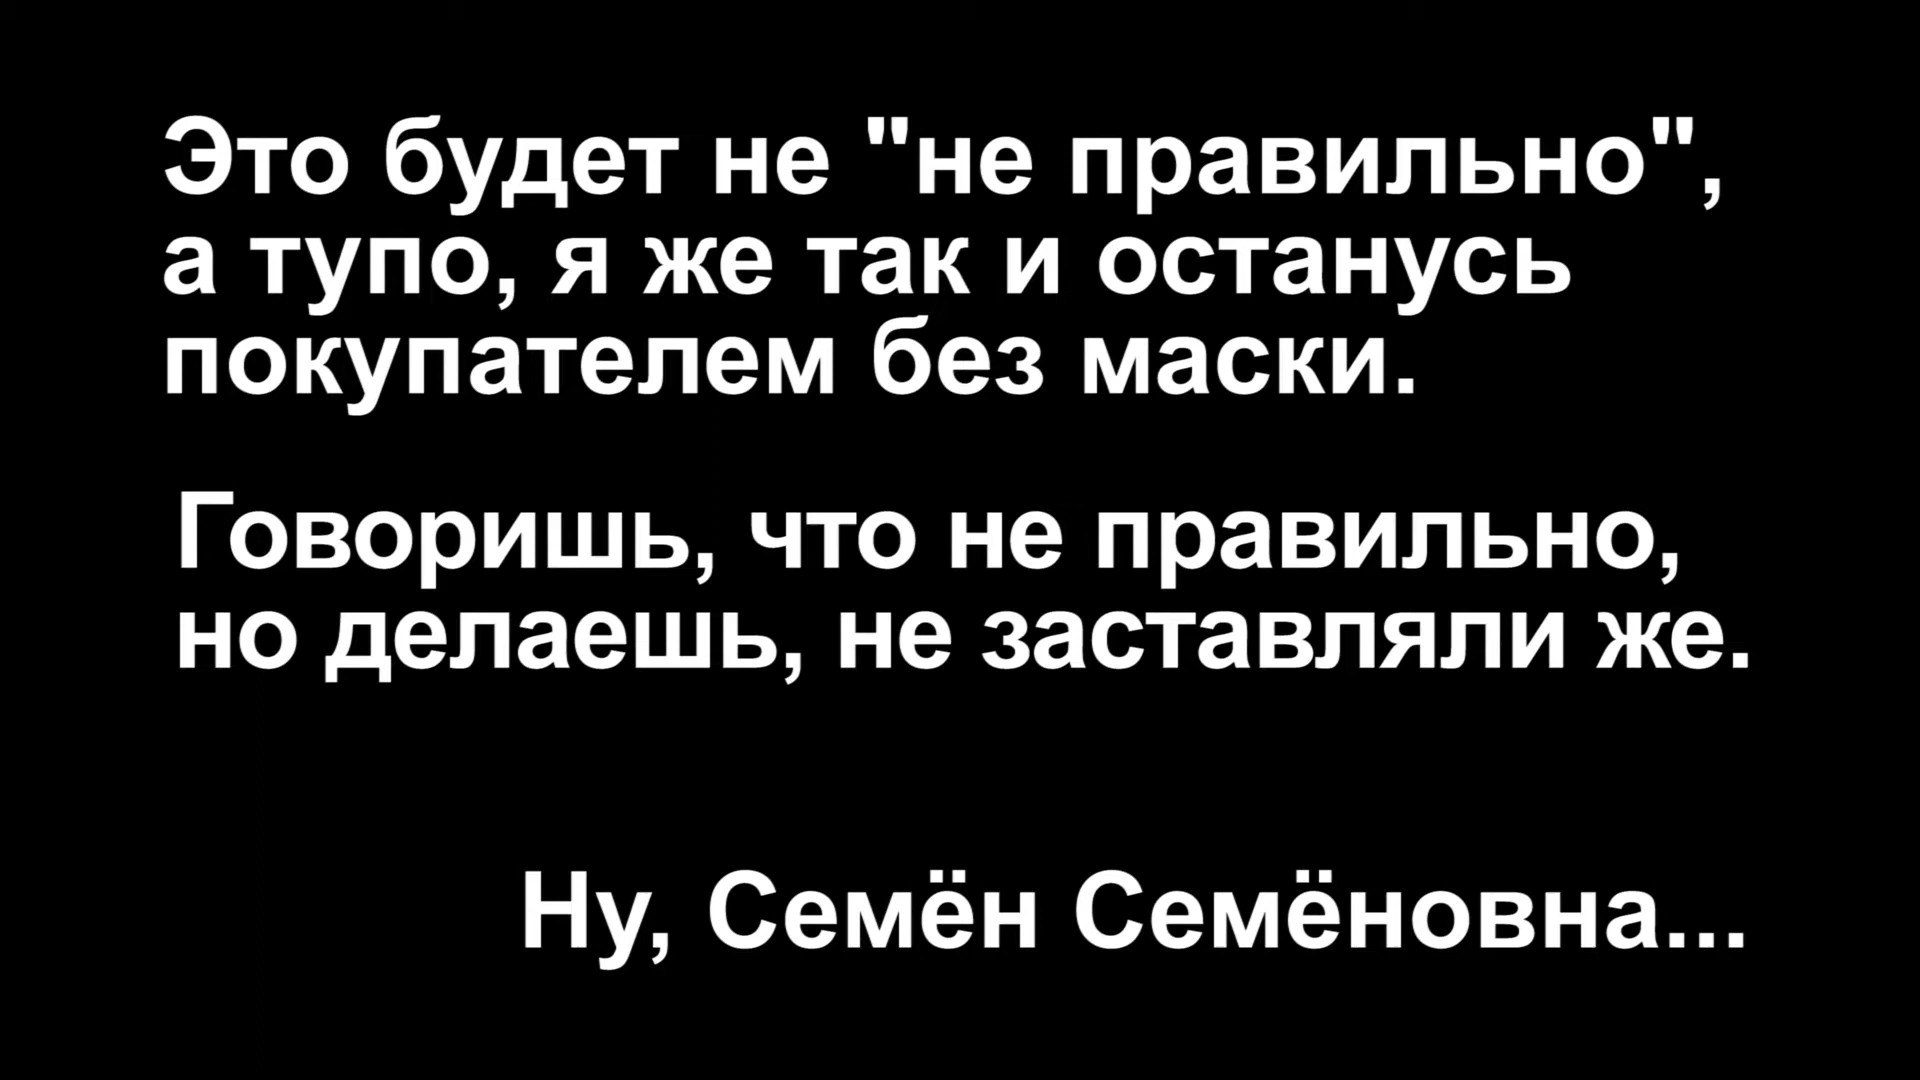 Это будет не "не правильно",
а тупо, я же так и останусь
покупателем без маски.
Говоришь, что не правильно,
но делаешь, не заставляли же.
Ну, Семён Семёновна...